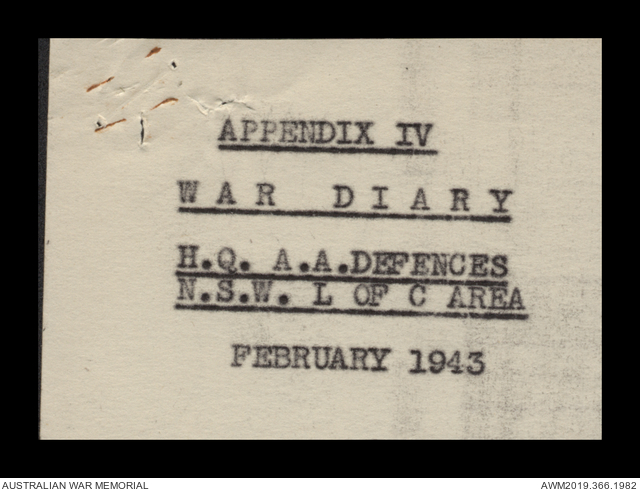 APPENDIX IV
WAR DIARY
H.Q. A.A.DEFENCES
N.S.W. L OF C AREA
FEBRUARY 1943
AUSTRALIAN WAR MEMORIAL
AWM2019.366.1982